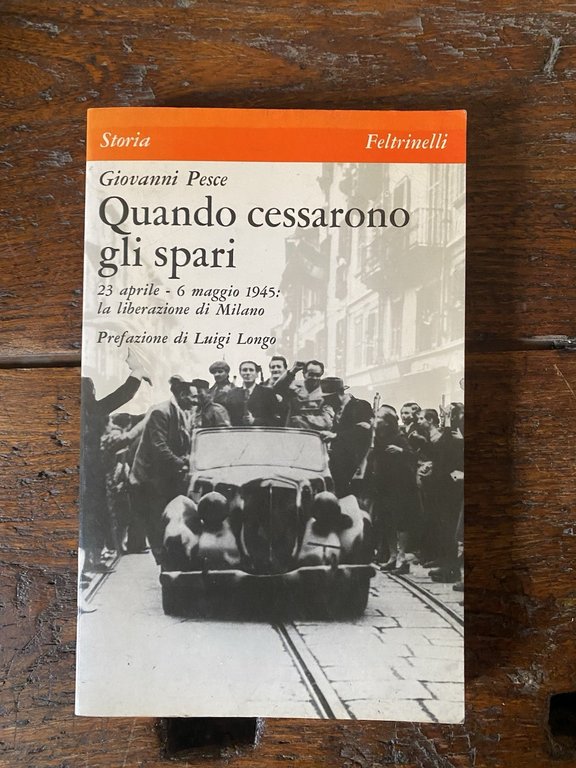 Storia Feltrinelli
Giovanni Pesce
Quando cessarono
gli spari
23 aprile - 6 maggio 1945:
la liberazione di Milano
Prefazione di Luigi Longo